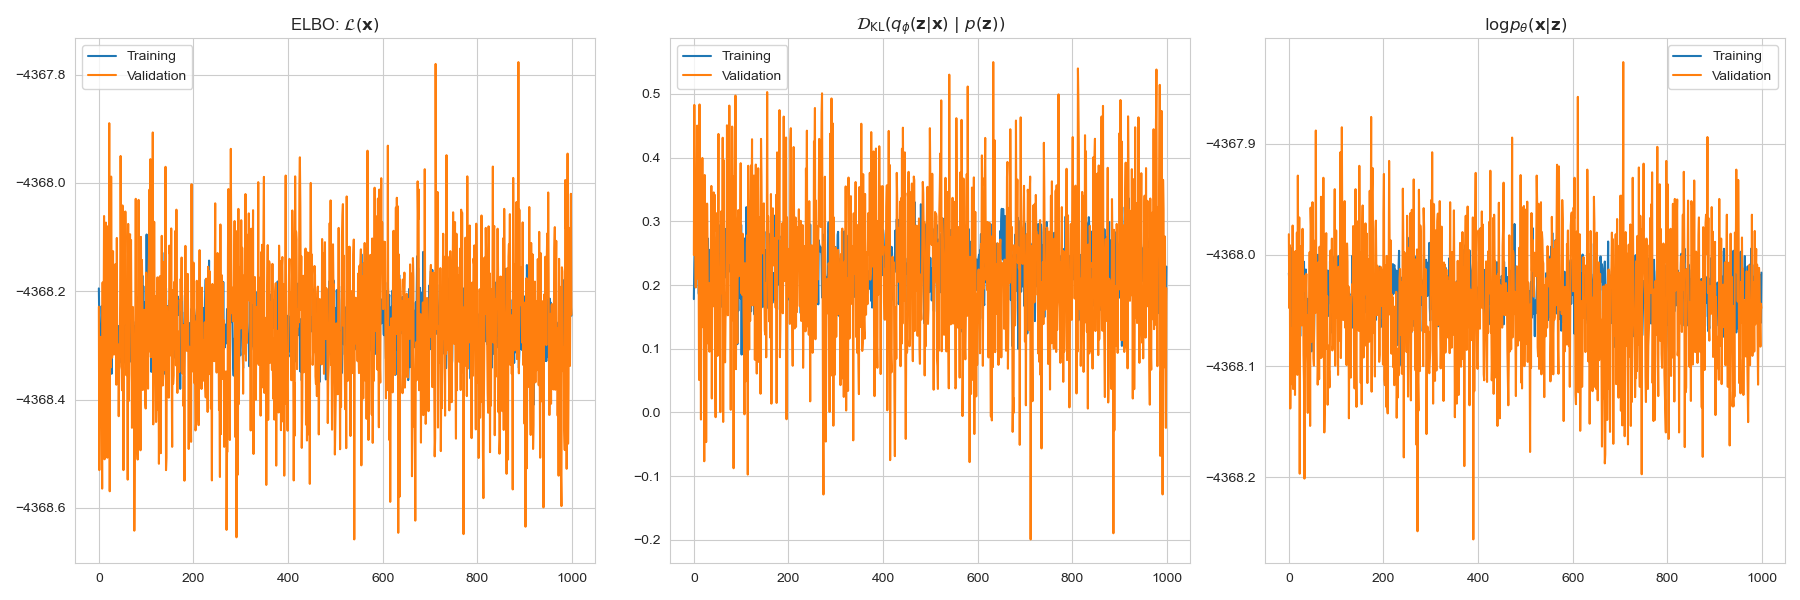 ELBO: ℒ(𝐱)
Training
Validation
−4367.8
−4368.0
−4368.2
−4368.4
−4368.6
0 200 400 600 800 1000
𝒟_KL(q_ϕ(𝐳|𝐱) | p(𝐳))
Training
Validation
0.5
0.4
0.3
0.2
0.1
0.0
−0.1
−0.2
0 200 400 600 800 1000
log p_θ(𝐱|𝐳)
Training
Validation
−4367.9
−4368.0
−4368.1
−4368.2
0 200 400 600 800 1000